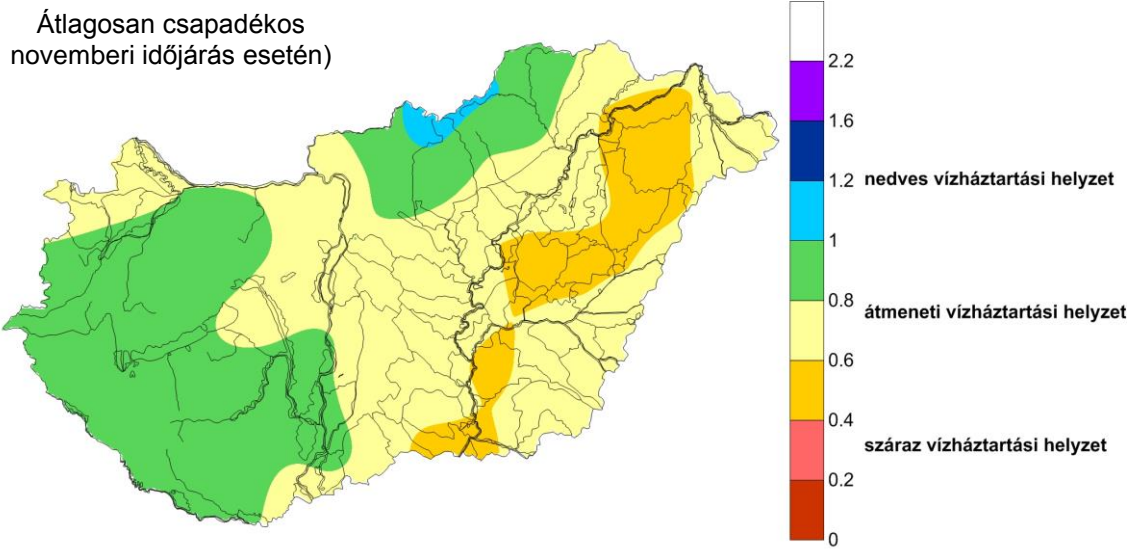 Átlagosan csapadékos
novemberi időjárás esetén)
2.2
1.6
1.2
nedves vízháztartási helyzet
1
0.8
átmeneti vízháztartási helyzet
0.6
0.4
száraz vízháztartási helyzet
0.2
0